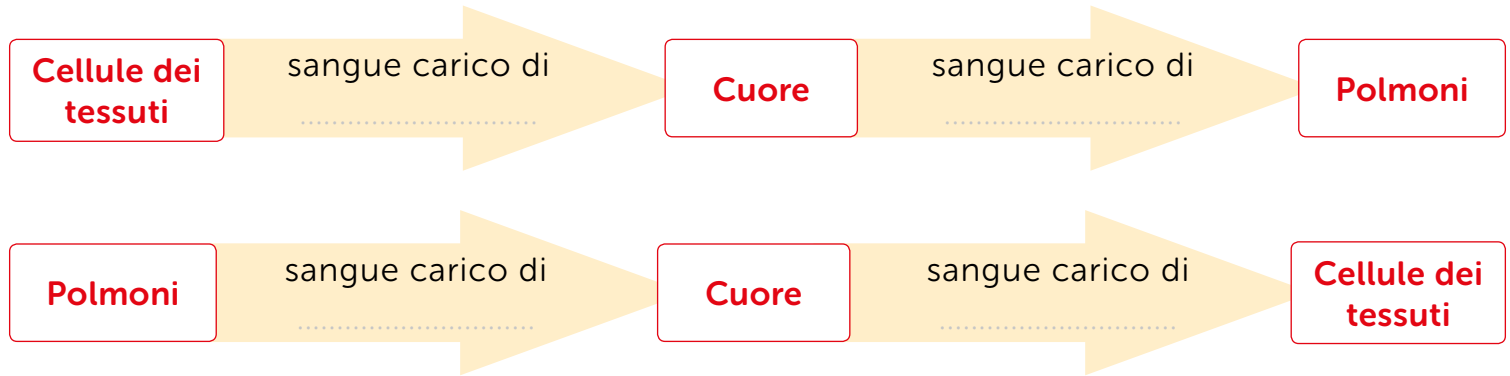 Cellule dei
tessuti
sangue carico di
.............................
Cuore
sangue carico di
.............................
Polmoni
Polmoni
sangue carico di
.............................
Cuore
sangue carico di
.............................
Cellule dei
tessuti